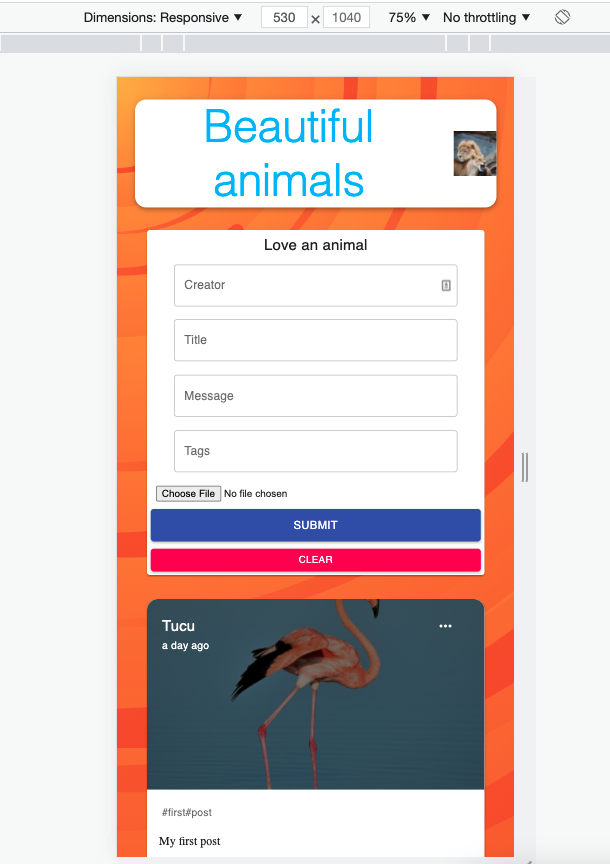 Dimensions: Responsive ▼ 530 × 1040 75% ▼ No throttling ▼
Beautiful
animals
Love an animal
Creator
Title
Message
Tags
Choose File No file chosen
SUBMIT
CLEAR
Tucu
a day ago
#first#post
My first post